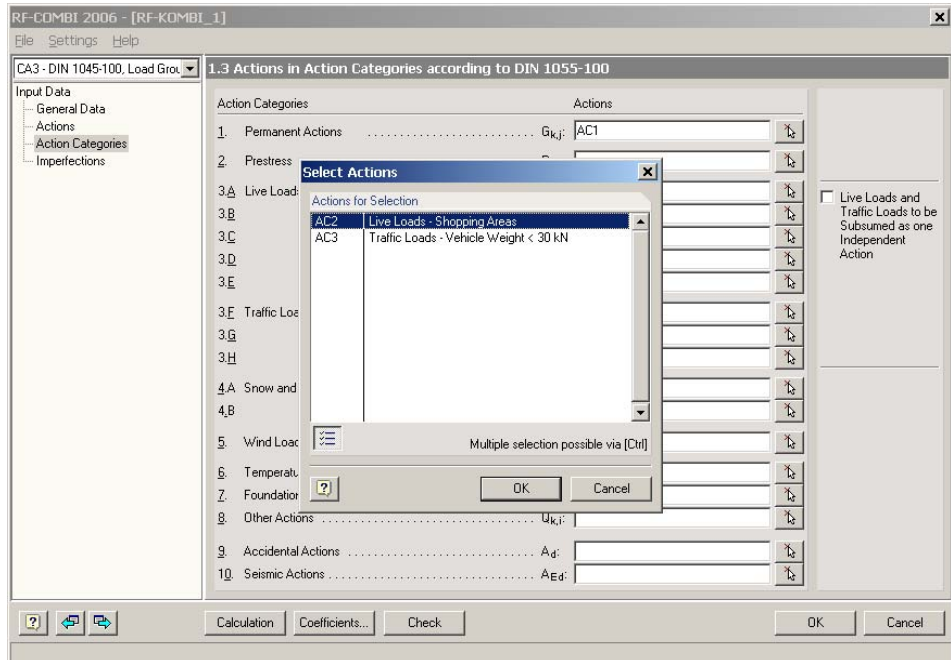 RF-COMBI 2006 - [RF-KOMBI_1]
File Settings Help
CA3 - DIN 1045-100, Load Grou
1.3 Actions in Action Categories according to DIN 1055-100
Input Data
General Data
Actions
Action Categories
Imperfections
Action Categories Actions
1. Permanent Actions G k,j: AC1
2. Prestress
3.A Live Loads
3.B
3.C
3.D
3.E
3.F Traffic Loa
3.G
3.H
4.A Snow and
4.B
5. Wind Load
6. Temperatu
7. Foundation
8. Other Actions Q k,i:
9. Accidental Actions A d:
10. Seismic Actions A Ed:
Live Loads and
Traffic Loads to be
Subsumed as one
Independent
Action
Select Actions
Actions for Selection
AC2 Live Loads - Shopping Areas
AC3 Traffic Loads - Vehicle Weight < 30 kN
Multiple selection possible via [Ctrl]
OK Cancel
Calculation Coefficients... Check OK Cancel